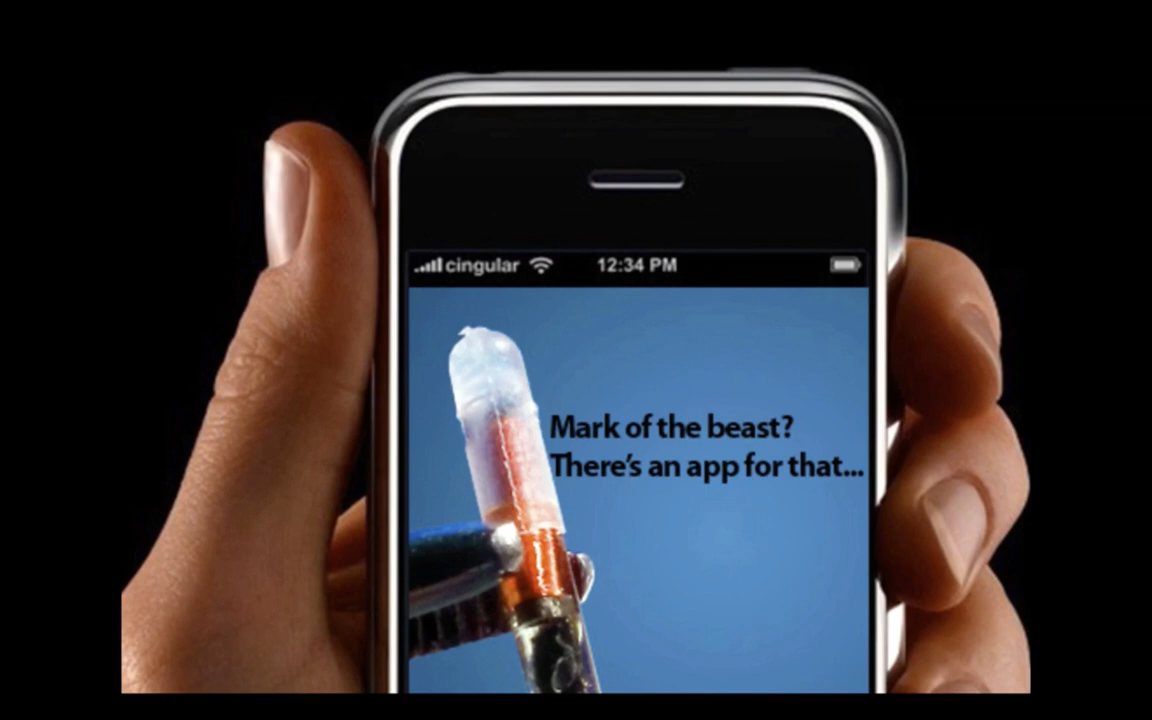 cingular 12:34 PM
Mark of the beast?
There's an app for that...